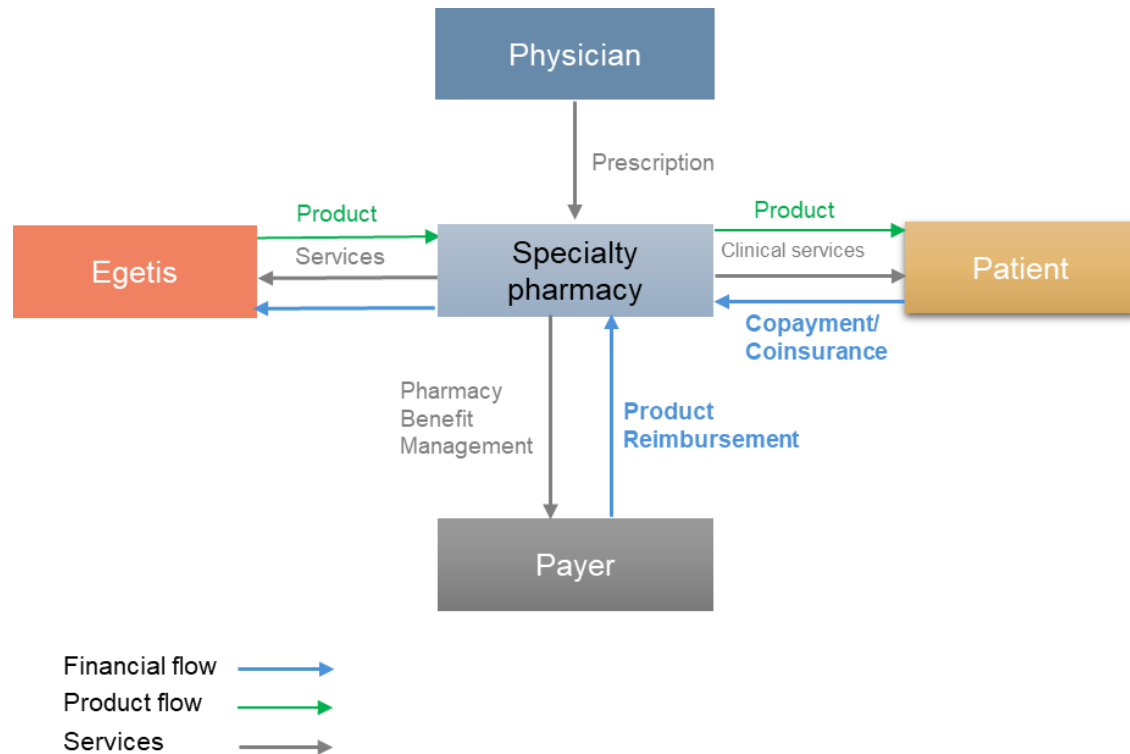 Physician
Prescription
Product
Product
Services
Clinical services
Egetis
Specialty
pharmacy
Patient
Copayment/
Coinsurance
Pharmacy
Benefit
Management
Product
Reimbursement
Payer
Financial flow
Product flow
Services